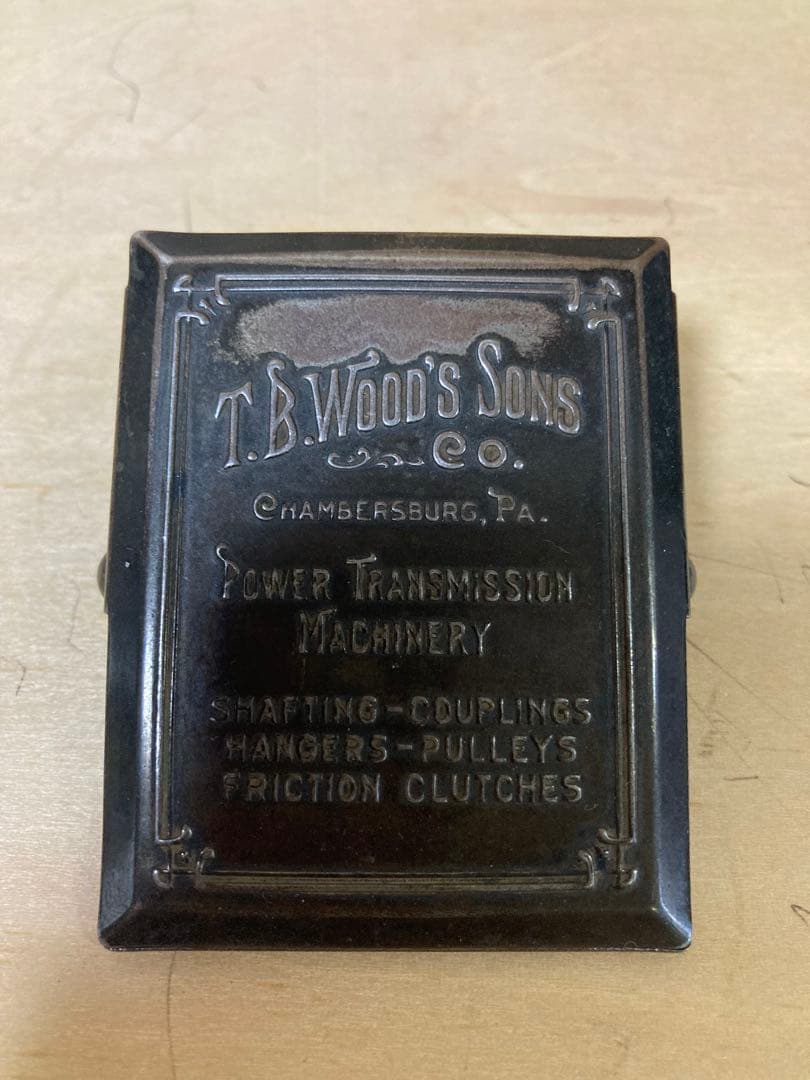 T.B. WOOD'S SONS
CO.
CHAMBERSBURG, PA.
POWER TRANSMISSION
MACHINERY
SHAFTING-COUPLINGS
HANGERS-PULLEYS
FRICTION CLUTCHES